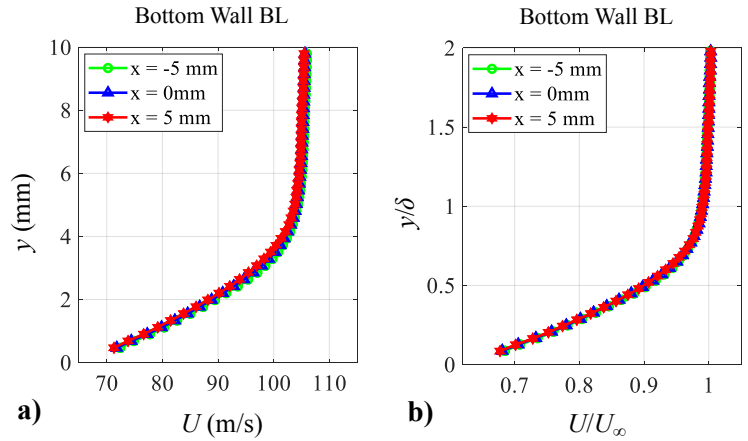 Bottom Wall BL
10
8
6
4
2
0
y (mm)
x = -5 mm
x = 0mm
x = 5 mm
70 80 90 100 110
a)
U (m/s)
Bottom Wall BL
2
1.5
1
0.5
0
y/δ
x = -5 mm
x = 0mm
x = 5 mm
0.7 0.8 0.9 1
b)
U/U∞